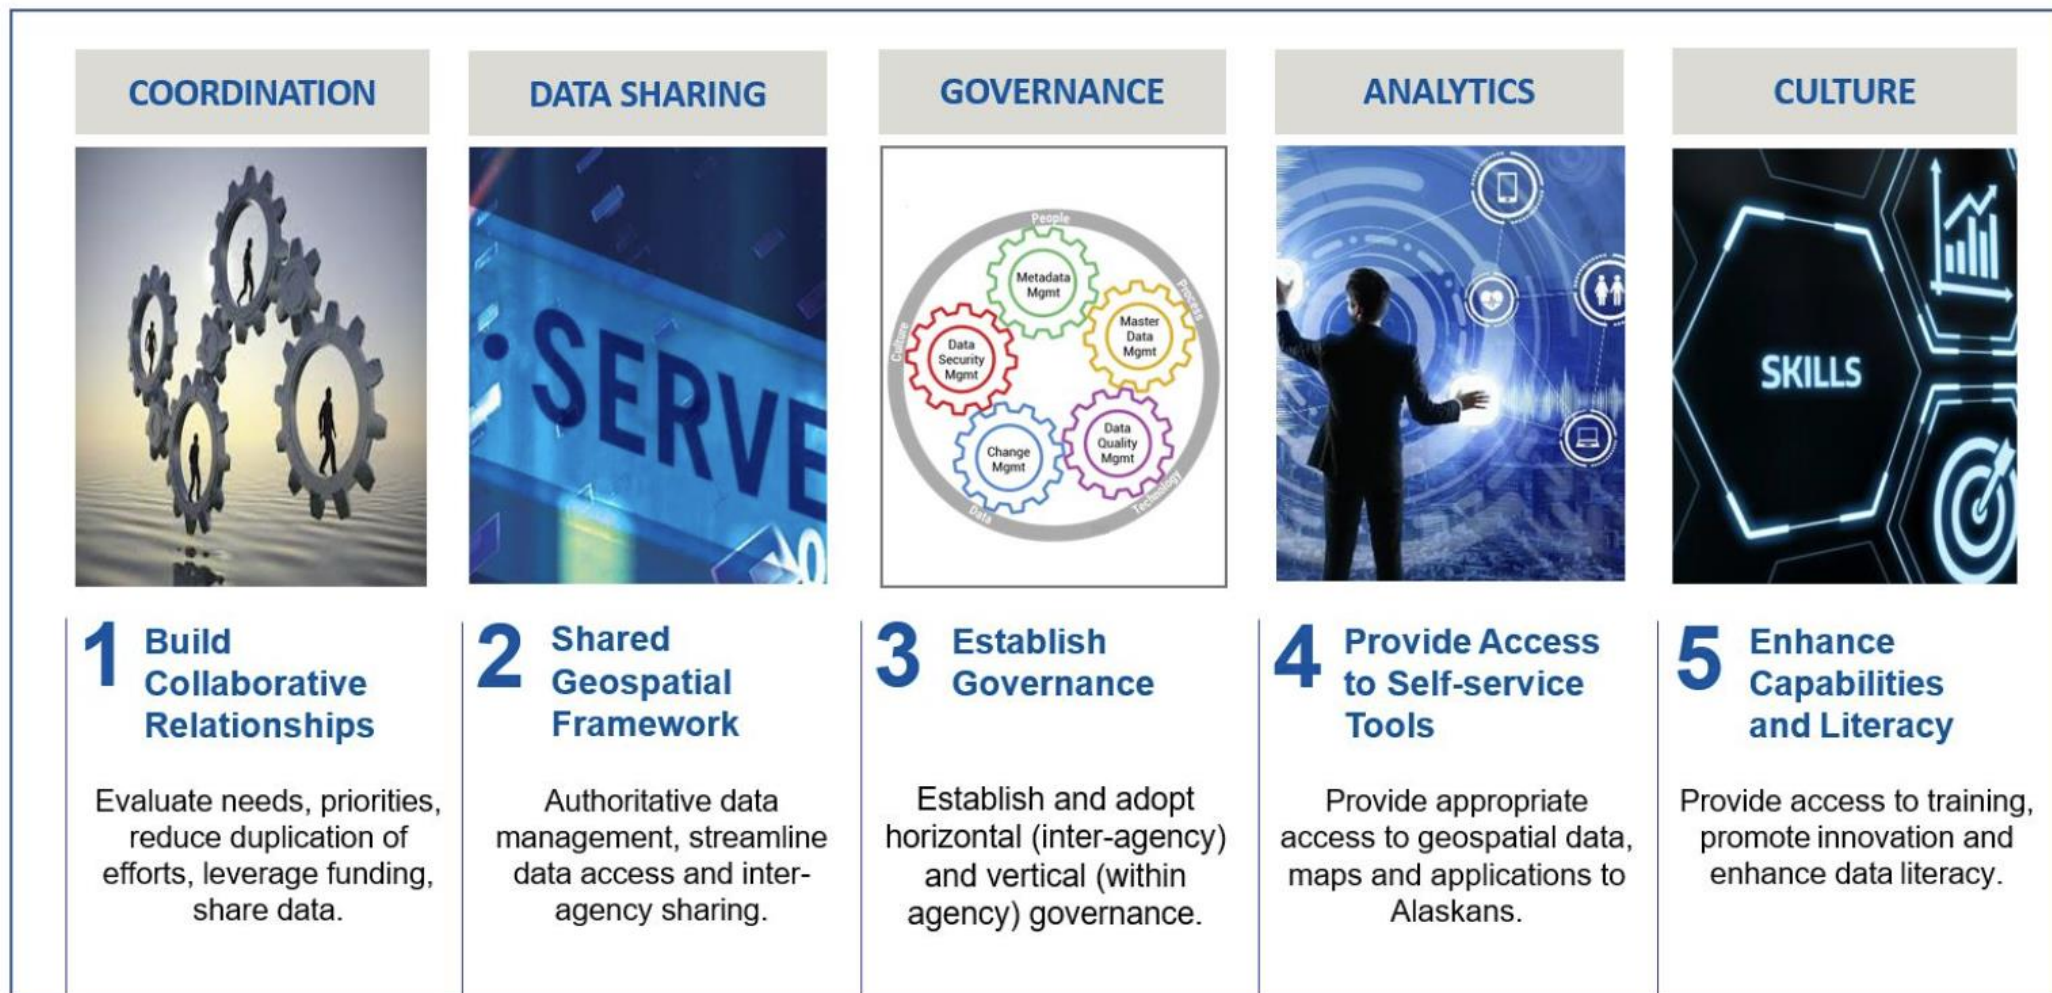 COORDINATION
DATA SHARING
GOVERNANCE
ANALYTICS
CULTURE
SERVE
People
Process
Technology
Data
Culture
Metadata
Mgmt
Master
Data
Mgmt
Data
Quality
Mgmt
Change
Mgmt
Data
Security
Mgmt
SKILLS
1
Build
Collaborative
Relationships
Evaluate needs, priorities,
reduce duplication of
efforts, leverage funding,
share data.
2
Shared
Geospatial
Framework
Authoritative data
management, streamline
data access and inter-
agency sharing.
3
Establish
Governance
Establish and adopt
horizontal (inter-agency)
and vertical (within
agency) governance.
4
Provide Access
to Self-service
Tools
Provide appropriate
access to geospatial data,
maps and applications to
Alaskans.
5
Enhance
Capabilities
and Literacy
Provide access to training,
promote innovation and
enhance data literacy.